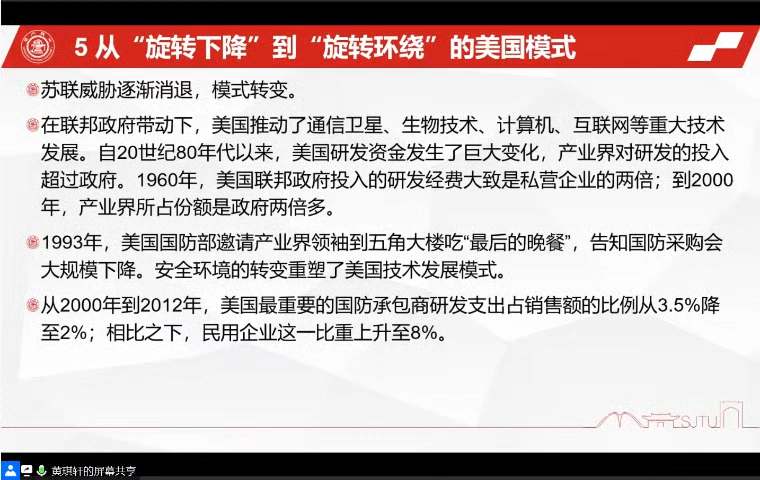 5 从“旋转下降”到“旋转环绕”的美国模式
苏联威胁逐渐消退，模式转变。
在联邦政府带动下，美国推动了通信卫星、生物技术、计算机、互联网等重大技术
发展。自20世纪80年代以来，美国研发资金发生了巨大变化，产业界对研发的投入
超过政府。1960年，美国联邦政府投入的研发经费大致是私营企业的两倍；到2000
年，产业界所占份额是政府两倍多。
1993年，美国国防部邀请产业界领袖到五角大楼吃“最后的晚餐”，告知国防采购会
大规模下降。安全环境的转变重塑了美国技术发展模式。
从2000年到2012年，美国最重要的国防承包商研发支出占销售额的比例从3.5%降
至2%；相比之下，民用企业这一比重上升至8%。
SJTU
黄琪轩的屏幕共享